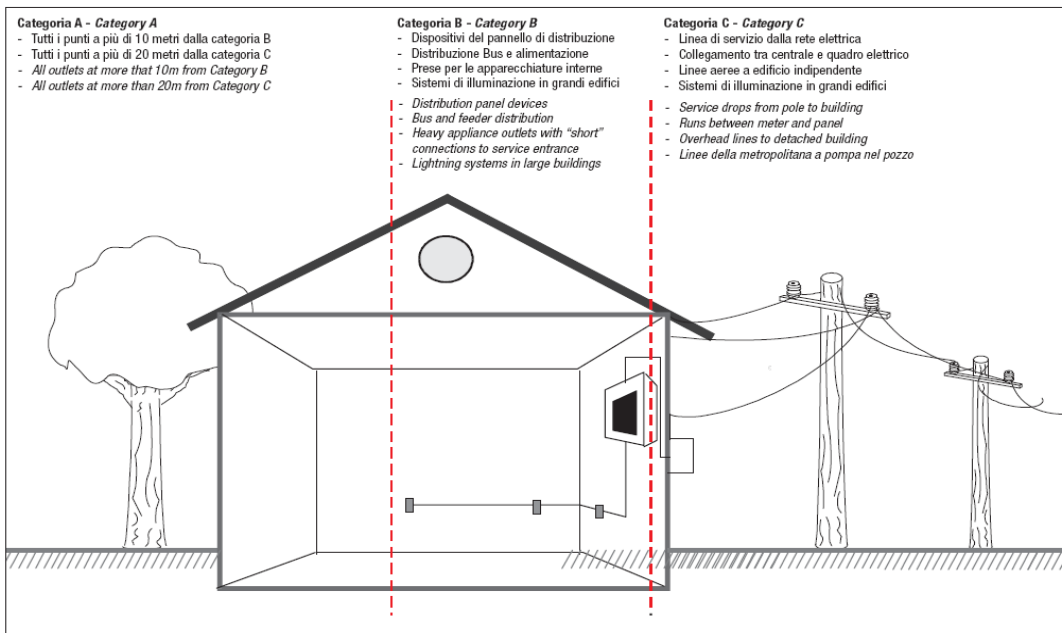 Categoria A - Category A
- Tutti i punti a più di 10 metri dalla categoria B
- Tutti i punti a più di 20 metri dalla categoria C
- All outlets at more that 10m from Category B
- All outlets at more than 20m from Category C
Categoria B - Category B
- Dispositivi del pannello di distribuzione
- Distribuzione Bus e alimentazione
- Prese per le apparecchiature interne
- Sistemi di illuminazione in grandi edifici
- Distribution panel devices
- Bus and feeder distribution
- Heavy appliance outlets with “short”
connections to service entrance
- Lightning systems in large buildings
Categoria C - Category C
- Linea di servizio dalla rete elettrica
- Collegamento tra centrale e quadro elettrico
- Linee aeree a edificio indipendente
- Sistemi di illuminazione in grandi edifici
- Service drops from pole to building
- Runs between meter and panel
- Overhead lines to detached building
- Linee della metropolitana a pompa nel pozzo